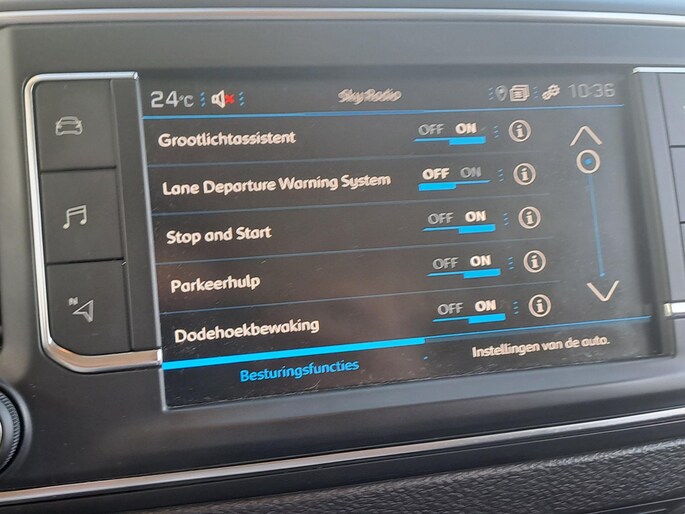 24°C Sky Radio 10:36
Grootlichtassistent OFF ON i
Lane Departure Warning System OFF ON i
Stop and Start OFF ON i
Parkeerhulp OFF ON i
Dodehoekbewaking OFF ON i
Besturingsfuncties Instellingen van de auto.
N